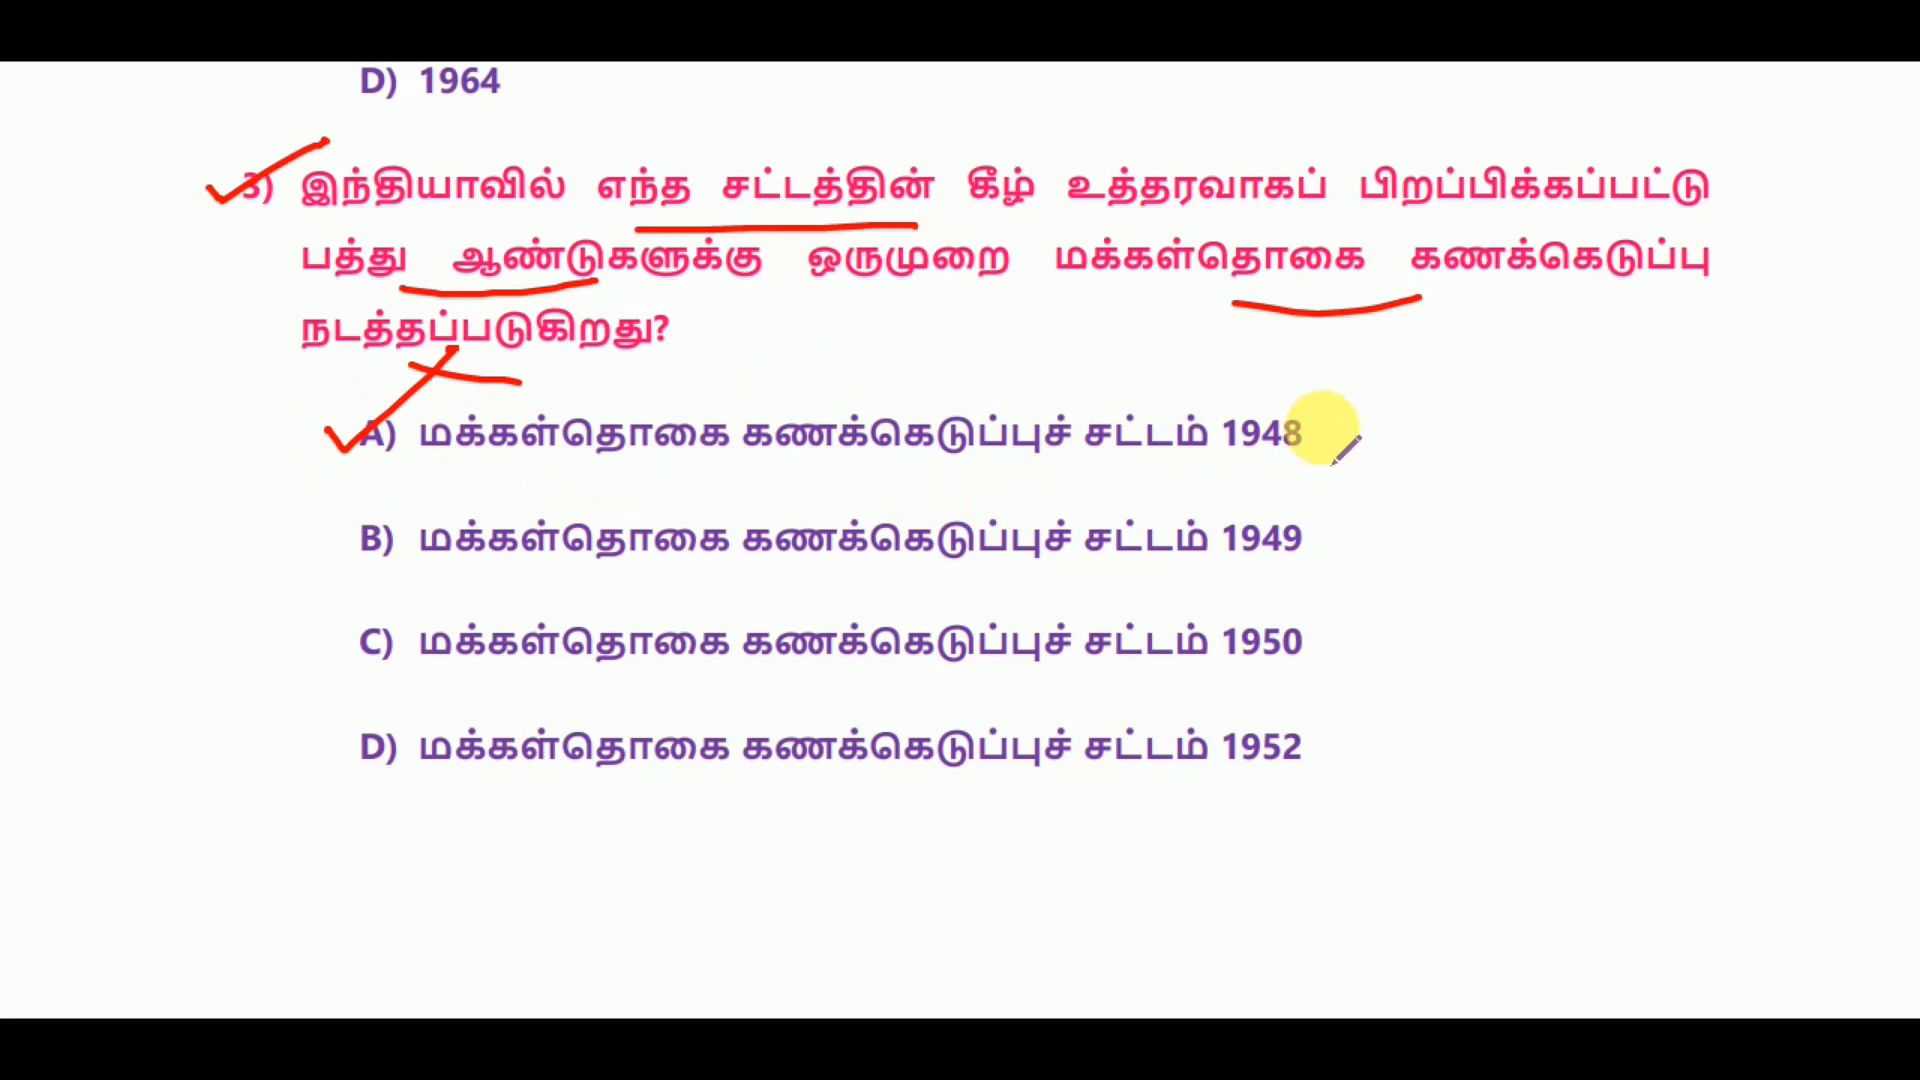 D) 1964
3) இந்தியாவில் எந்த சட்டத்தின் கீழ் உத்தரவாகப் பிறப்பிக்கப்பட்டு
பத்து ஆண்டுகளுக்கு ஒருமுறை மக்கள்தொகை கணக்கெடுப்பு
நடத்தப்படுகிறது?
A) மக்கள்தொகை கணக்கெடுப்புச் சட்டம் 1948
B) மக்கள்தொகை கணக்கெடுப்புச் சட்டம் 1949
C) மக்கள்தொகை கணக்கெடுப்புச் சட்டம் 1950
D) மக்கள்தொகை கணக்கெடுப்புச் சட்டம் 1952